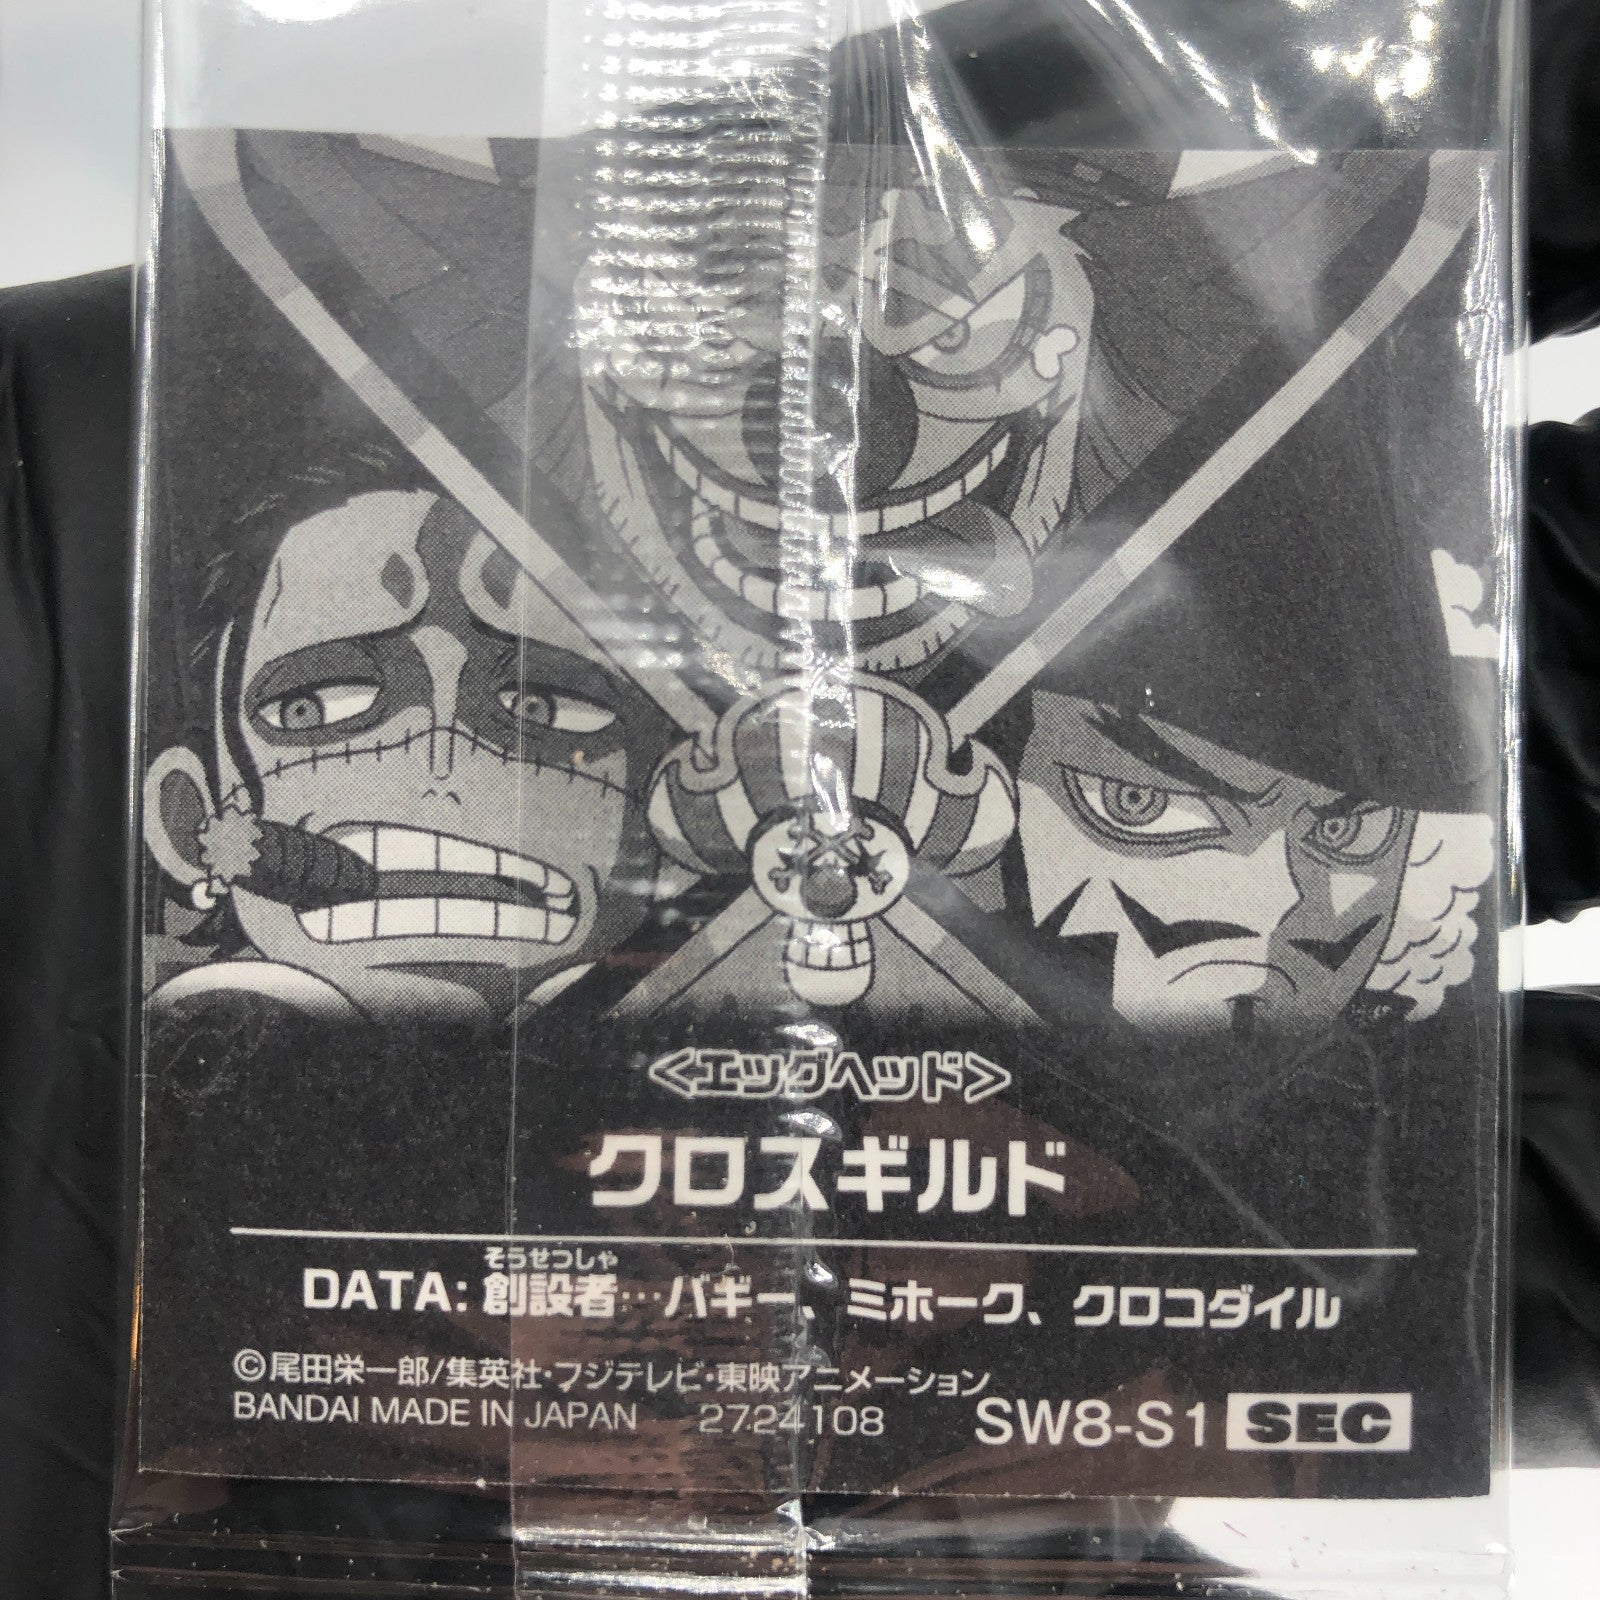 <エッグヘッド>
クロスギルド
そうせつしゃ
DATA:創設者…バギー、ミホーク、クロコダイル
©尾田栄一郎/集英社・フジテレビ・東映アニメーション
BANDAI MADE IN JAPAN 2724108 SW8-S1 SEC